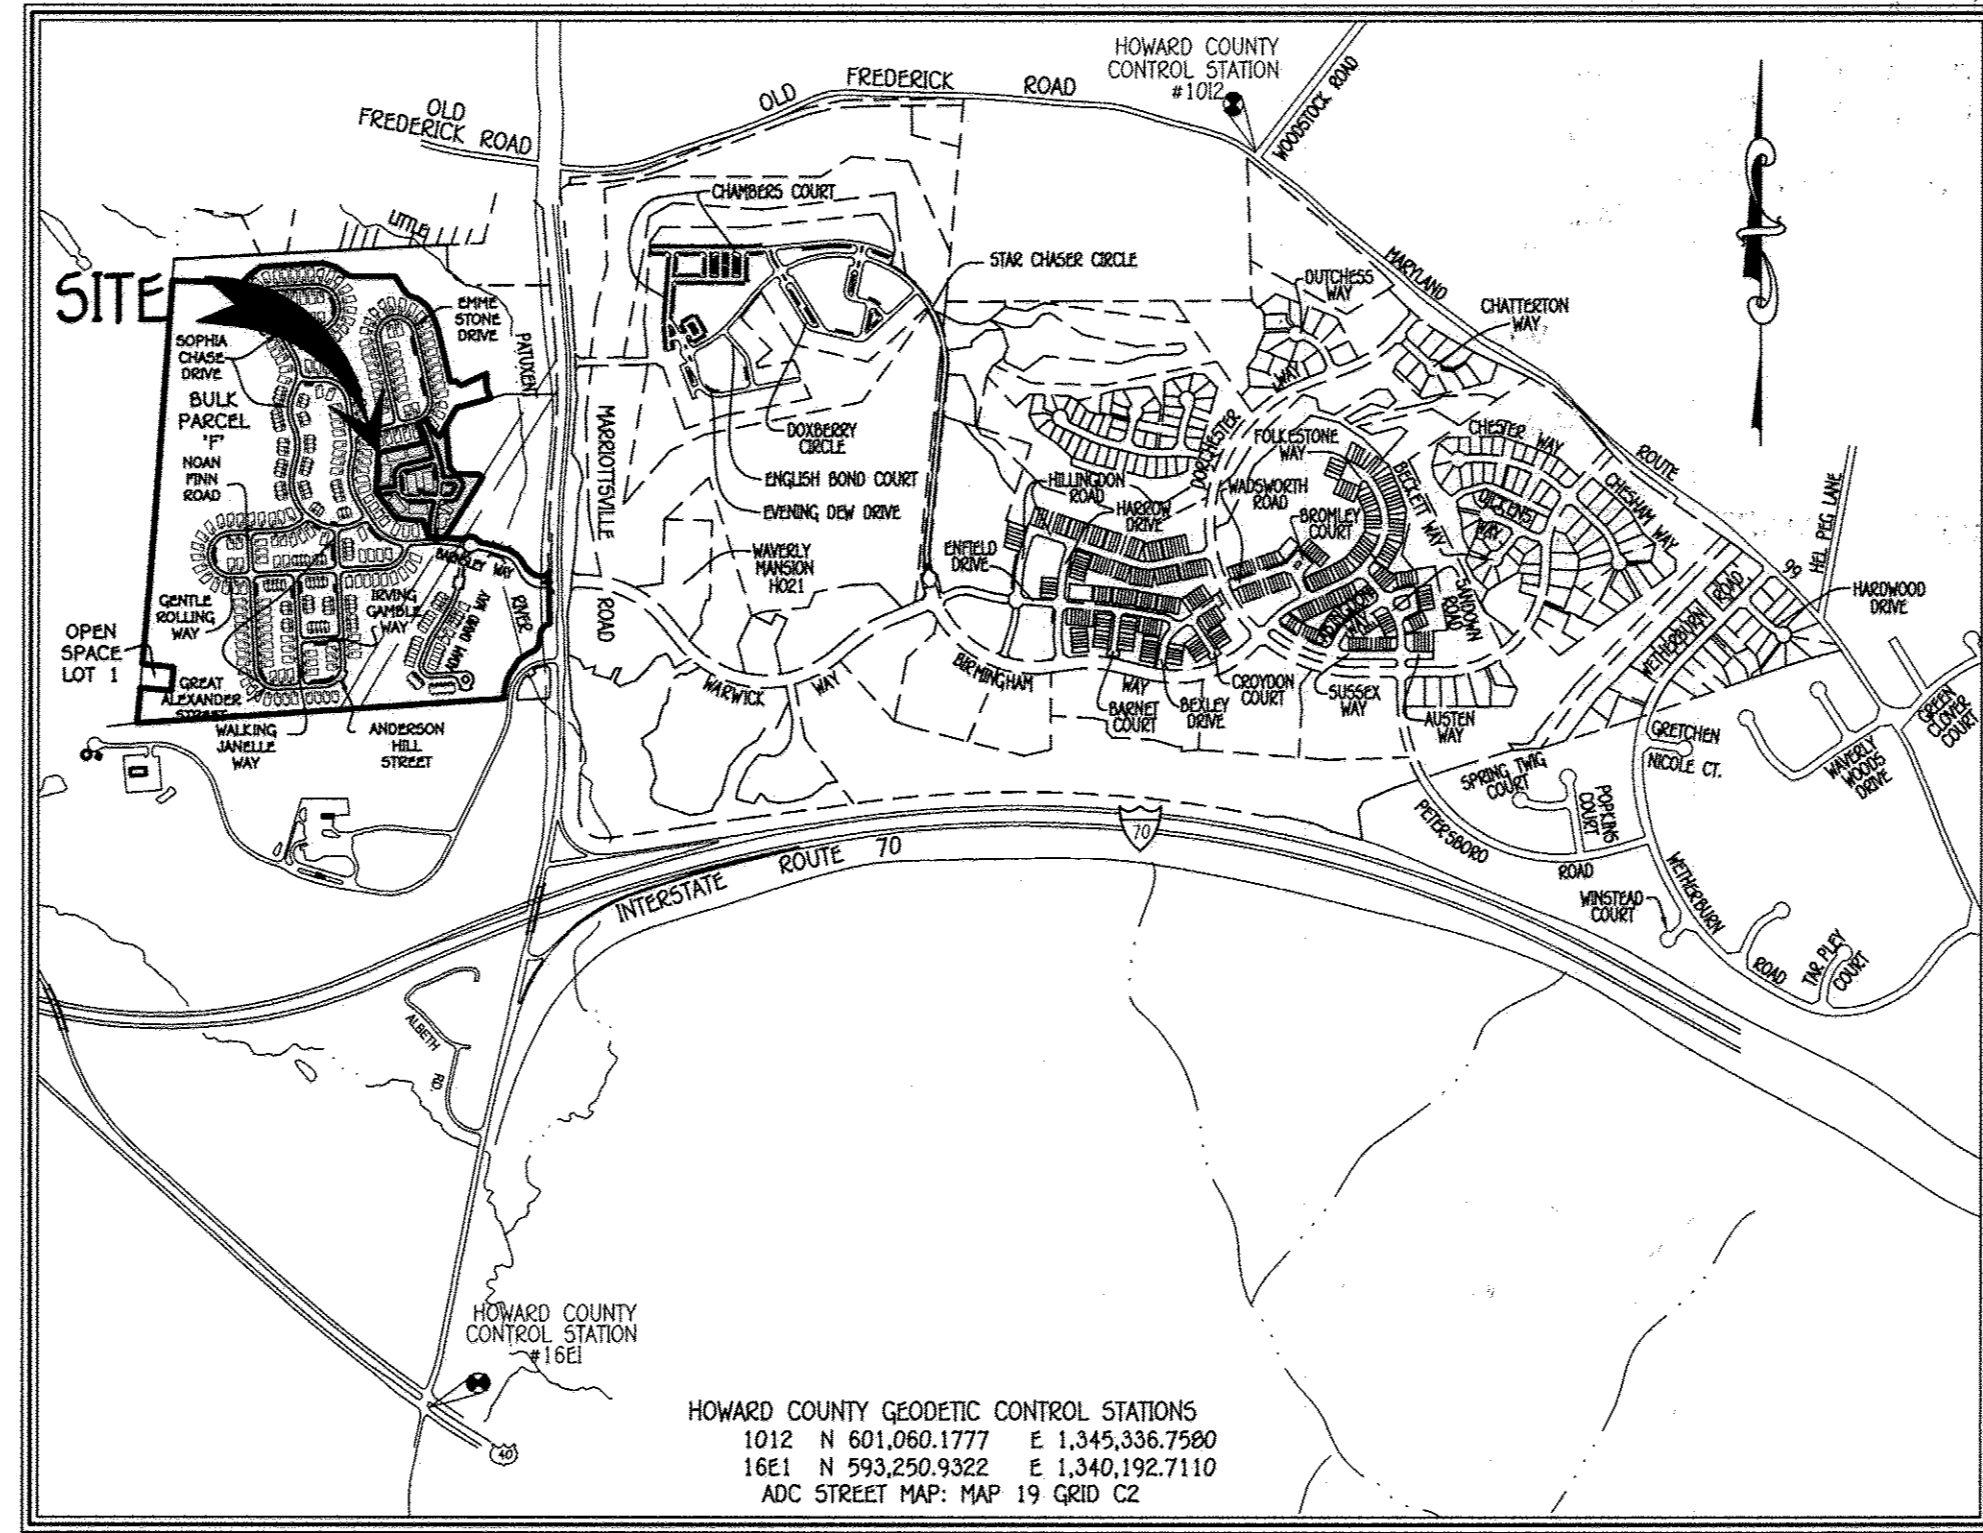 HOWARD COUNTY
CONTROL STATION
#1012
WOODSTOCK ROAD
OLD
FREDERICK ROAD
OLD FREDERICK ROAD
CHAMBERS COURT
LITTLE
PATUXENT
RIVER
SITE
STAR CHASER CIRCLE
EMME
STONE
DRIVE
SOPHIA
CHASE
DRIVE
BULK
PARCEL
'F'
NOAN
FINN
ROAD
DOXBERRY
CIRCLE
ENGLISH BOND COURT
EVENING DEW DRIVE
WAVERLY
MANSION
HO21
MARRIOTTSVILLE
ROAD
BARNSLEY WAY
ADAM DAVID WAY
IRVING
GAMBLE
WAY
GENTLE
ROLLING
WAY
OPEN
SPACE
LOT 1
GREAT
ALEXANDER
STREET
WALKING
JANELLE
WAY
ANDERSON
HILL
STREET
WARWICK WAY
BIRMINGHAM WAY
ENFIELD
DRIVE
HILLINGDON
ROAD
HARROW
DRIVE
DORCHESTER WAY
DUTCHESS
WAY
CHATTERTON
WAY
MARYLAND ROUTE 99
FOLKESTONE
WAY
WADSWORTH
ROAD
BROMLEY
COURT
BECKETT WAY
CHESTER WAY
CHESHAM WAY
SANDOWN
ROAD
BARNET
COURT
BEXLEY
DRIVE
CROYDON
COURT
SUSSEX
WAY
AUSTEN
WAY
WETHERBURN ROAD
HEL PEG LANE
HARDWOOD
DRIVE
GREEN
CLOVER
COURT
WAVERLY
WOODS
DRIVE
GRETCHEN
NICOLE CT.
SPRING TWIG
COURT
POPKINS
COURT
PETERSBORO
ROAD
WINSTEAD
COURT
WETHERBURN
ROAD
TAR PLEY
COURT
70
INTERSTATE ROUTE 70
ALBETH
RD.
HOWARD COUNTY
CONTROL STATION
#16E1
40
HOWARD COUNTY GEODETIC CONTROL STATIONS
1012 N 601,060.1777 E 1,345,336.7580
16E1 N 593,250.9322 E 1,340,192.7110
ADC STREET MAP: MAP 19 GRID C2